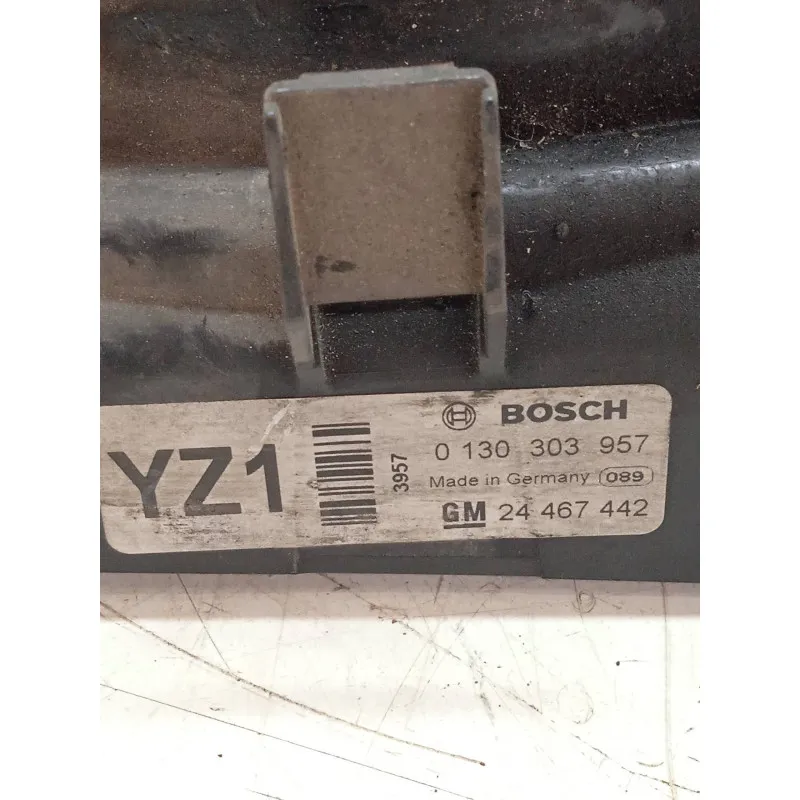 YZ1
3957
BOSCH
0 130 303 957
Made in Germany 089
GM 24 467 442